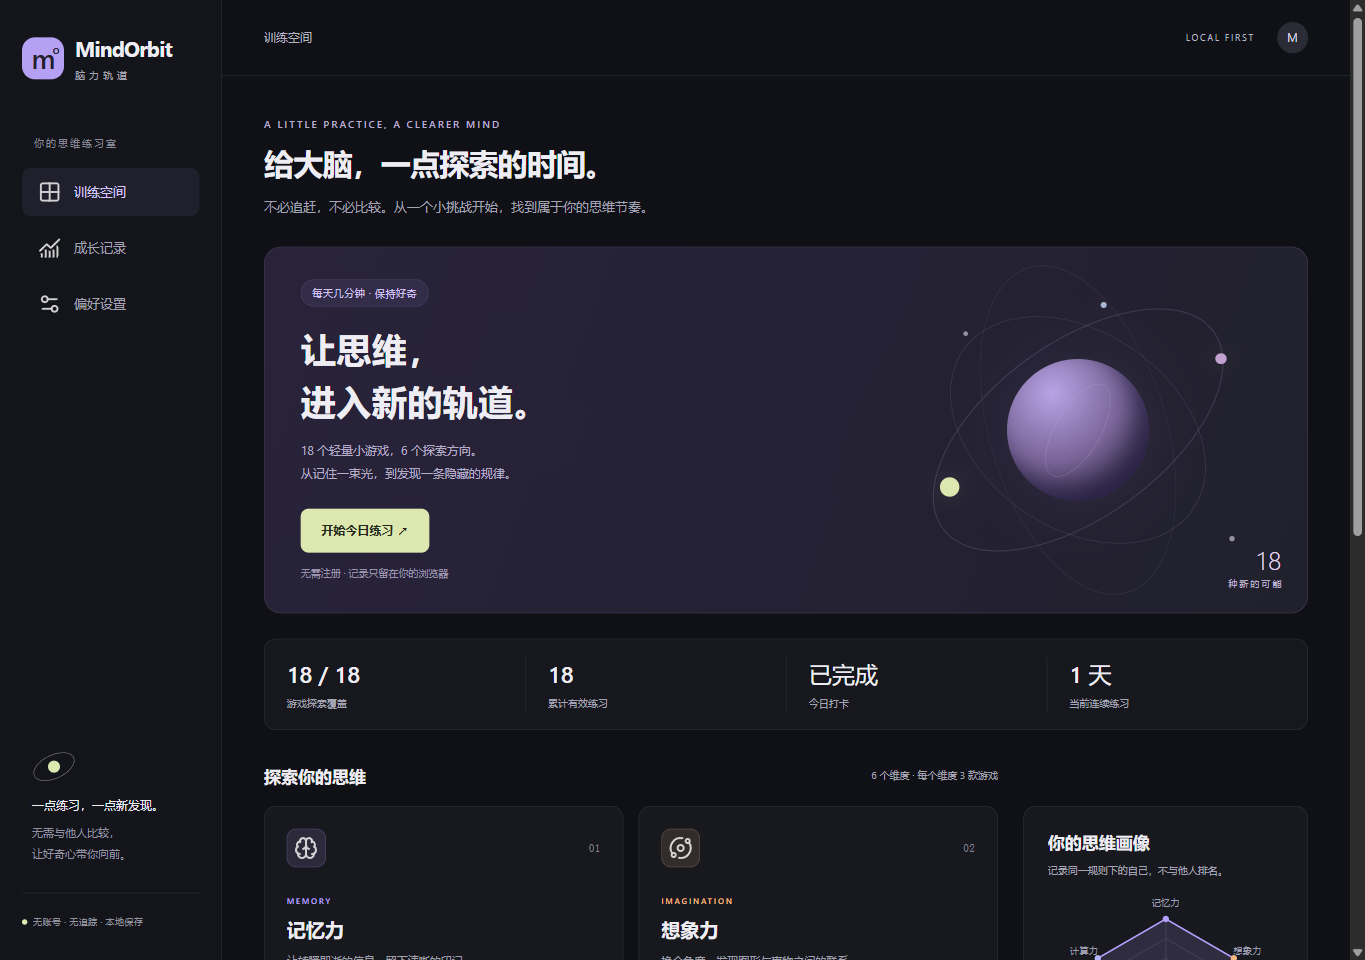 m°
MindOrbit
脑力轨道
你的思维练习室
训练空间
成长记录
偏好设置
一点练习，一点新发现。
无需与他人比较，
让好奇心带你向前。
无账号 · 无追踪 · 本地保存
训练空间
LOCAL FIRST
M
A LITTLE PRACTICE, A CLEARER MIND
给大脑，一点探索的时间。
不必追赶，不必比较。从一个小挑战开始，找到属于你的思维节奏。
每天几分钟 · 保持好奇
让思维，
进入新的轨道。
18 个轻量小游戏，6 个探索方向。
从记住一束光，到发现一条隐藏的规律。
开始今日练习 ↗
无需注册 · 记录只留在你的浏览器
18
种新的可能
18 / 18
游戏探索覆盖
18
累计有效练习
已完成
今日打卡
1 天
当前连续练习
探索你的思维
6 个维度 · 每个维度 3 款游戏
01
MEMORY
记忆力
02
IMAGINATION
想象力
你的思维画像
记录同一规则下的自己，不与他人排名。
记忆力
计算力
想象力